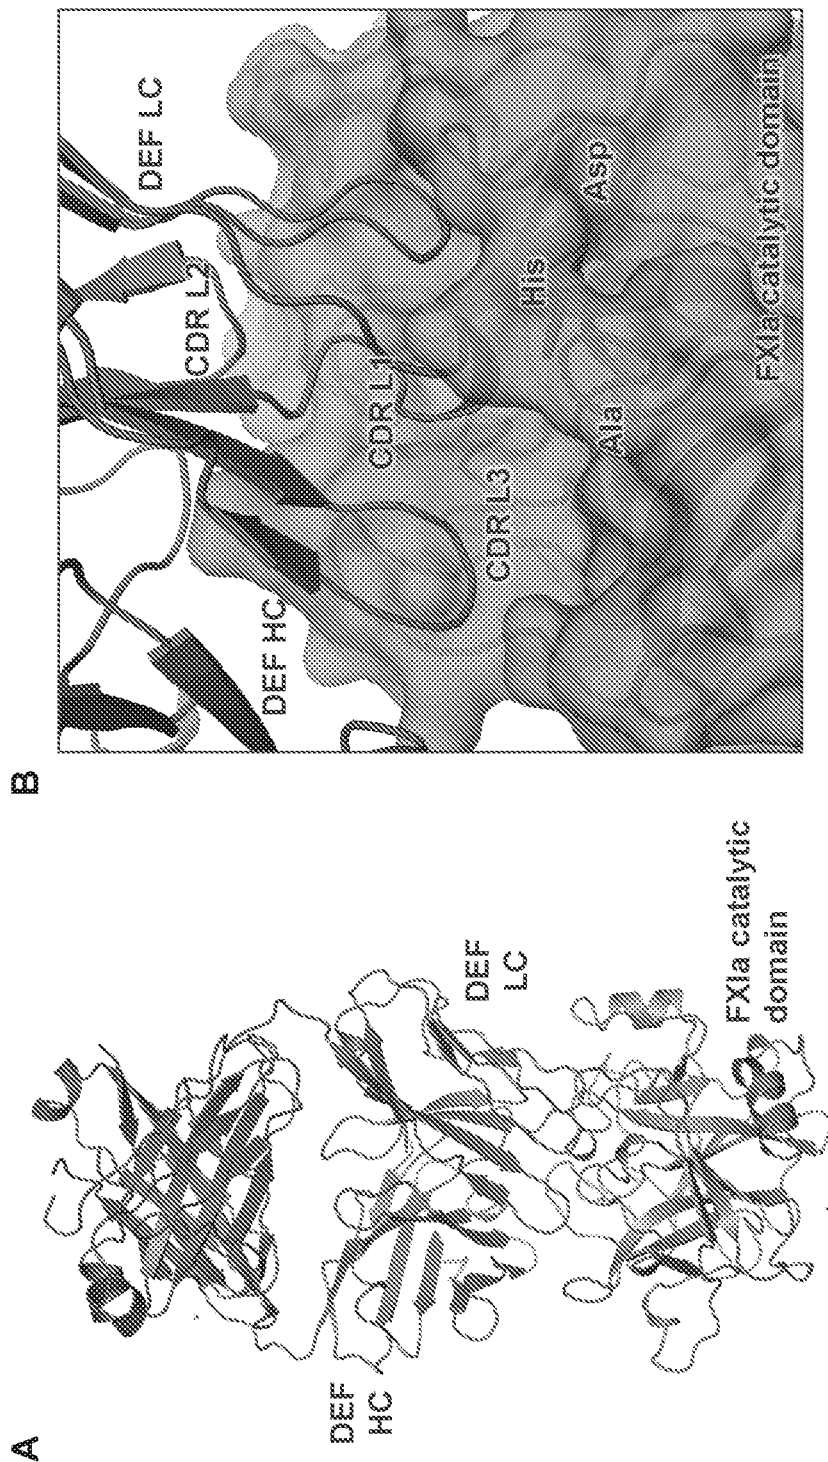 A
DEF
HC
DEF
LC
FXIa catalytic
domain
B
DEF HC
DEF LC
CDR L2
CDR L1
CDR L3
His
Asp
Ala
FXIa catalytic domain